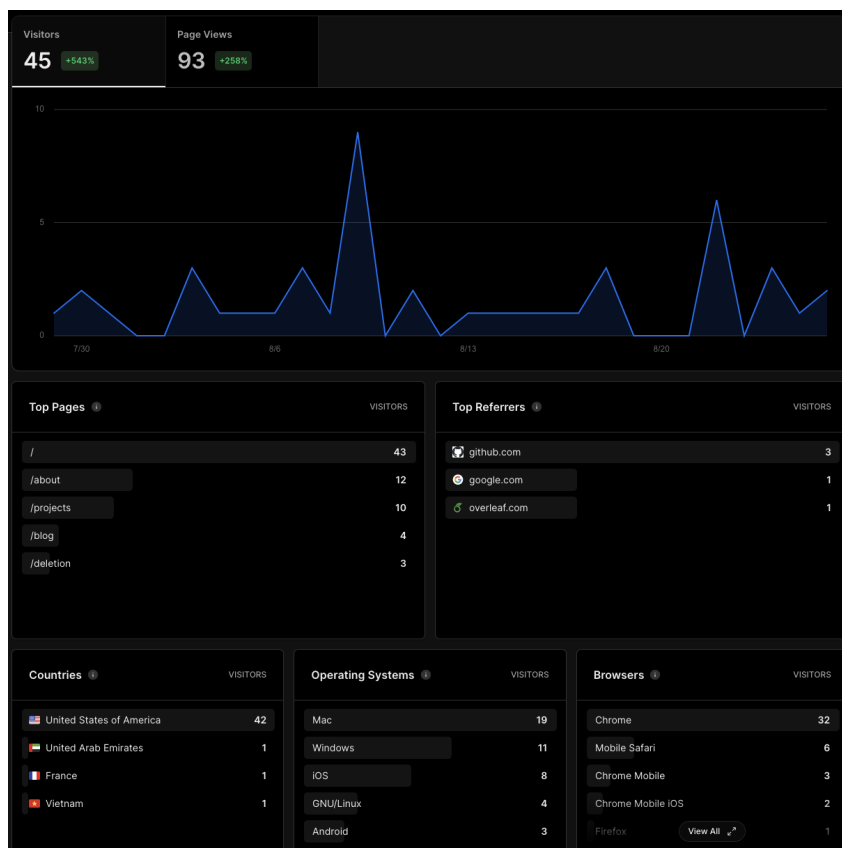 Visitors
45 +543%
Page Views
93 +258%
10
5
0
7/30 8/6 8/13 8/20
Top Pages VISITORS
/ 43
/about 12
/projects 10
/blog 4
/deletion 3
Top Referrers VISITORS
github.com 3
google.com 1
overleaf.com 1
Countries VISITORS
United States of America 42
United Arab Emirates 1
France 1
Vietnam 1
Operating Systems VISITORS
Mac 19
Windows 11
iOS 8
GNU/Linux 4
Android 3
Browsers VISITORS
Chrome 32
Mobile Safari 6
Chrome Mobile 3
Chrome Mobile iOS 2
Firefox 1
View All